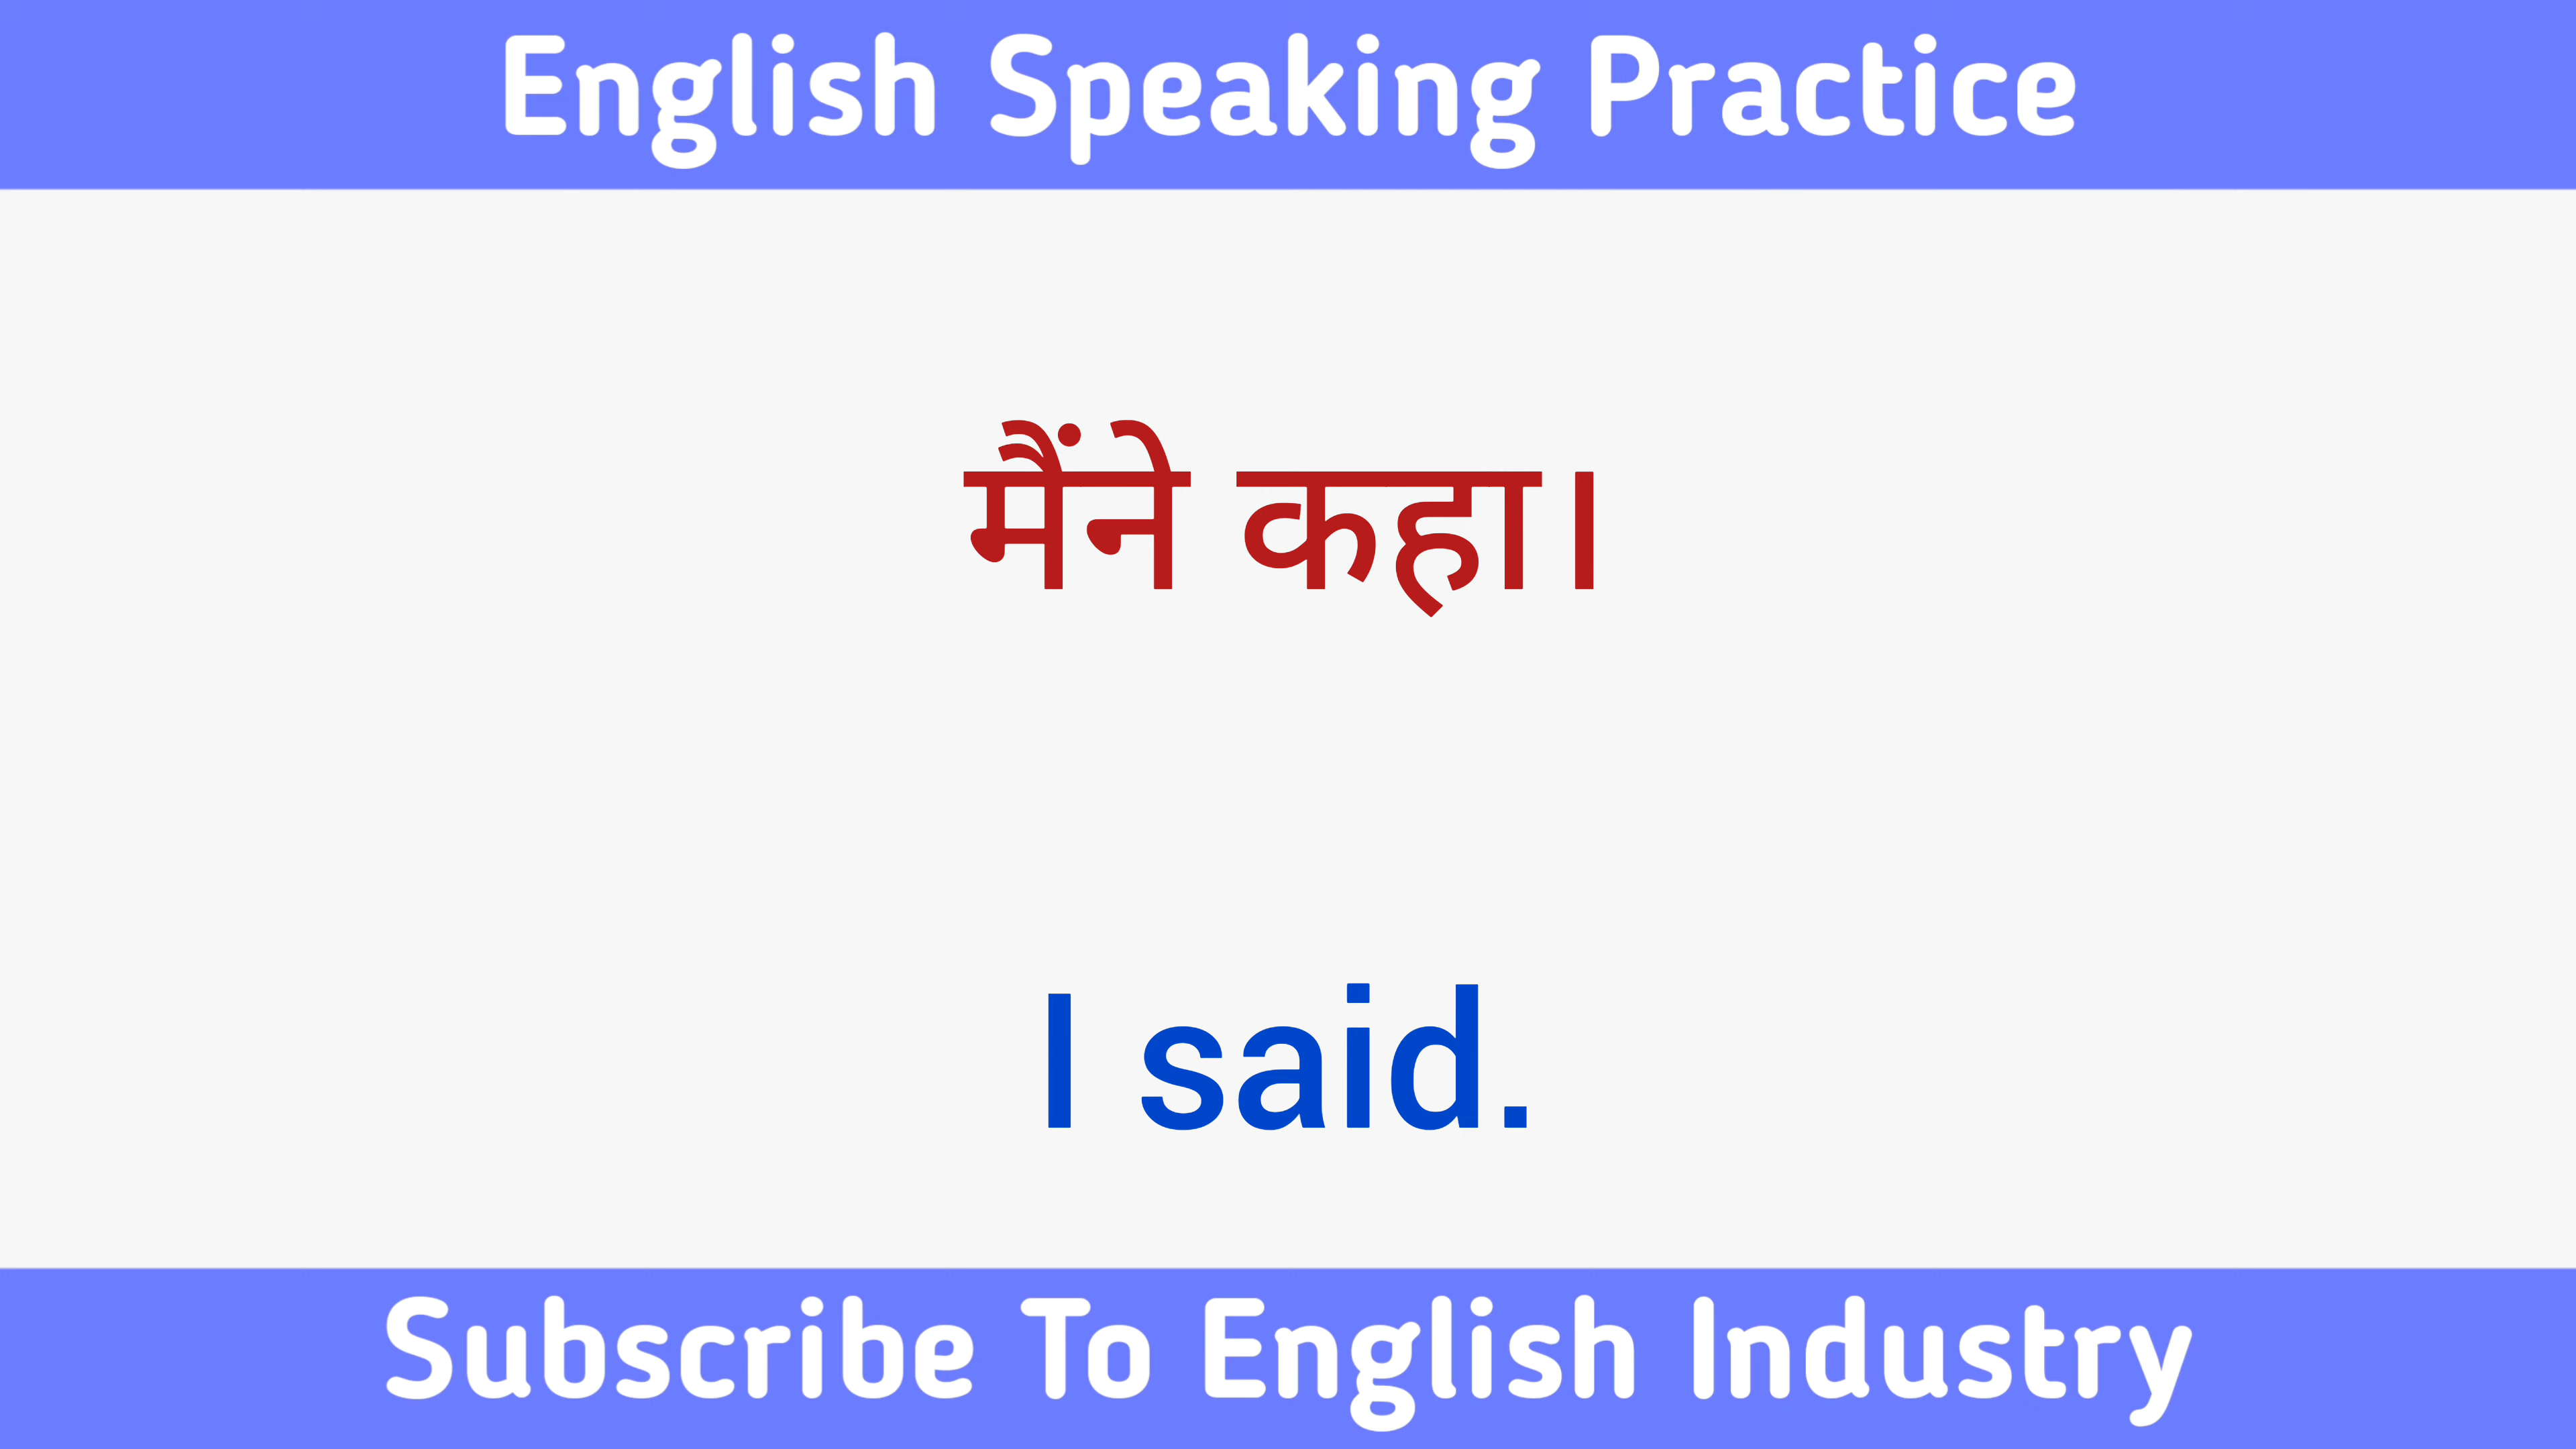 English Speaking Practice
मैंने कहा।
I said.
Subscribe To English Industry